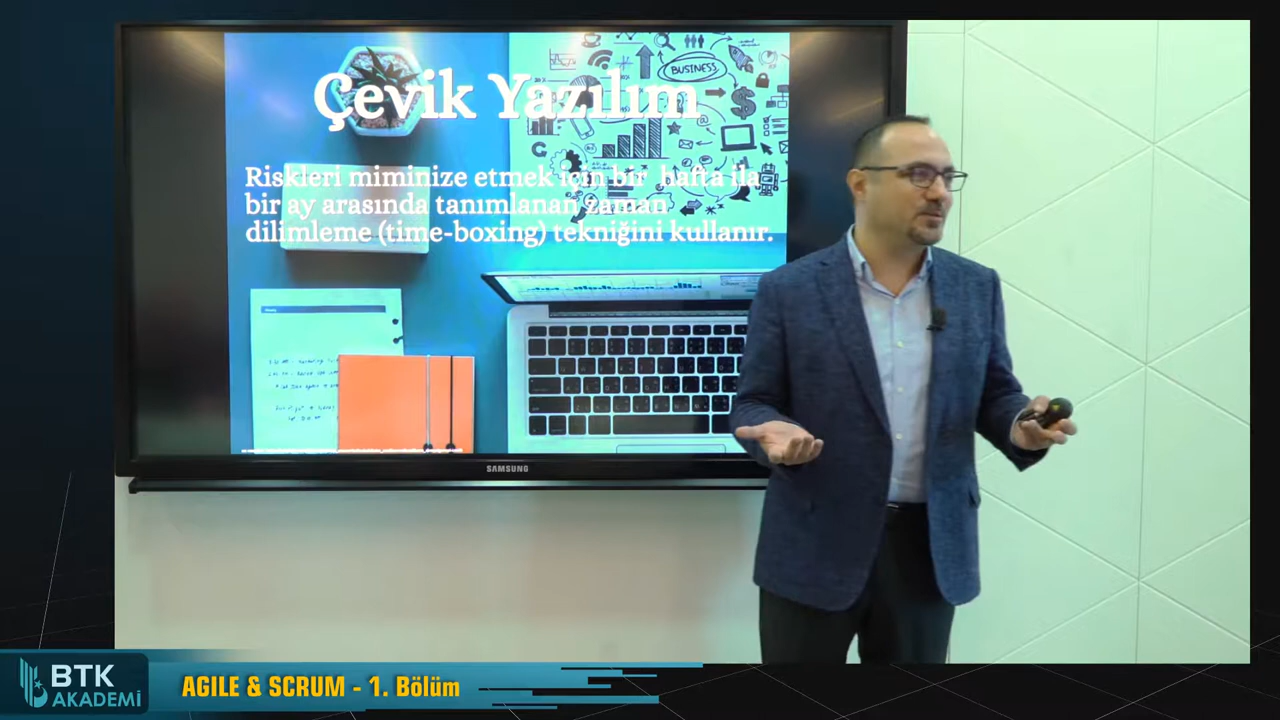 Çevik Yazılım
BUSINESS
Riskleri miminize etmek için bir hafta ila
bir ay arasında tanımlanan zaman
dilimleme (time-boxing) tekniğini kullanır.
SAMSUNG
BTK
AKADEMİ
AGILE & SCRUM - 1. Bölüm